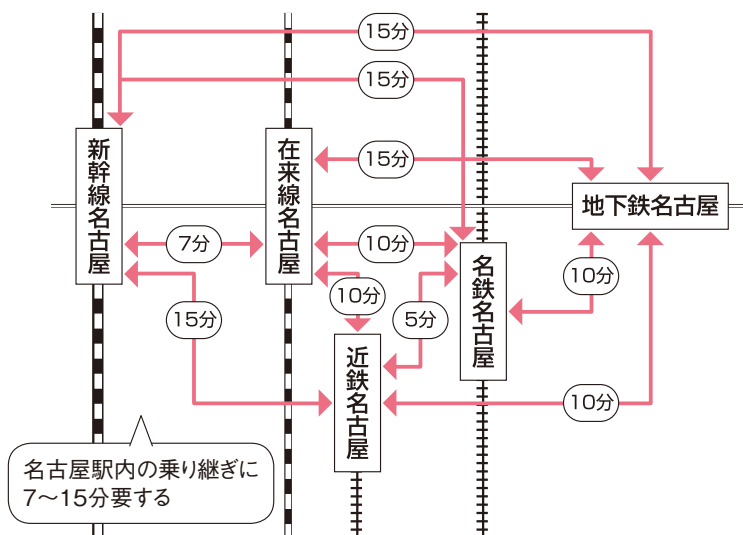 15分
15分
新幹線名古屋
在来線名古屋
15分
地下鉄名古屋
7分
10分
名鉄名古屋
10分
10分
15分
5分
近鉄名古屋
10分
名古屋駅内の乗り継ぎに
7〜15分要する